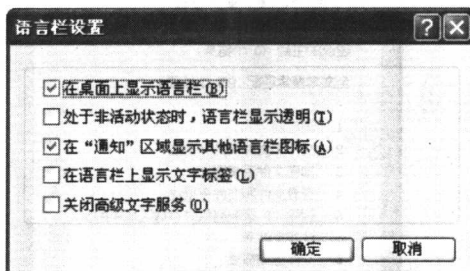 语言栏设置
在桌面上显示语言栏(B)
处于非活动状态时，语言栏显示透明(T)
在“通知”区域显示其他语言栏图标(A)
在语言栏上显示文字标签(L)
关闭高级文字服务(O)
确定 取消